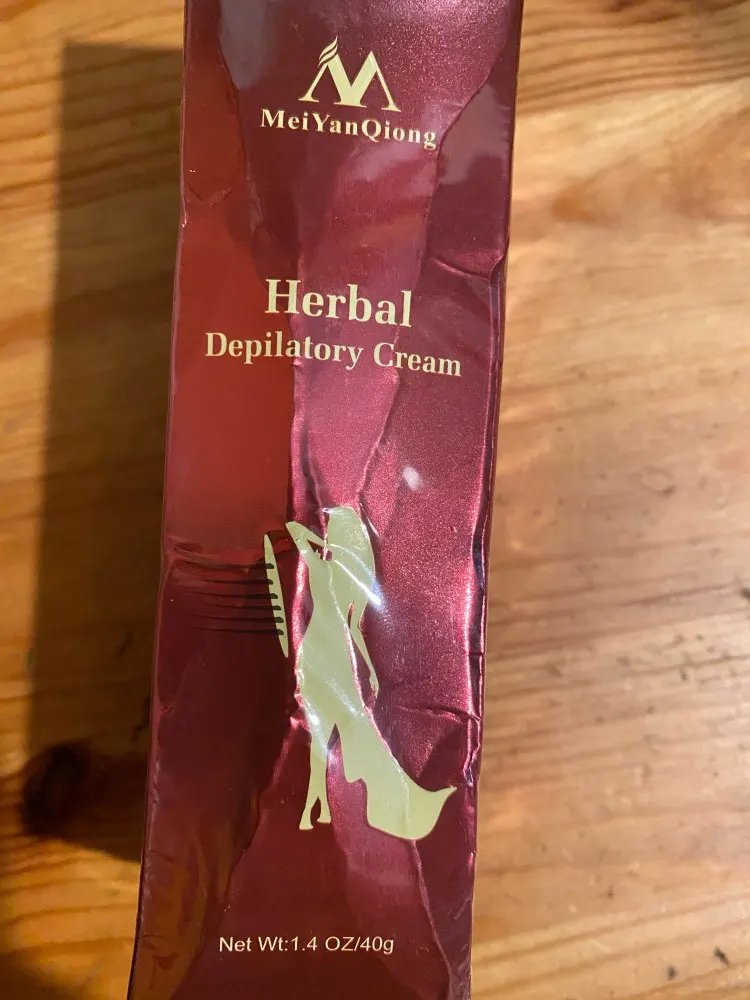 MeiYanQiong
Herbal
Depilatory Cream
Net Wt:1.4 OZ/40g